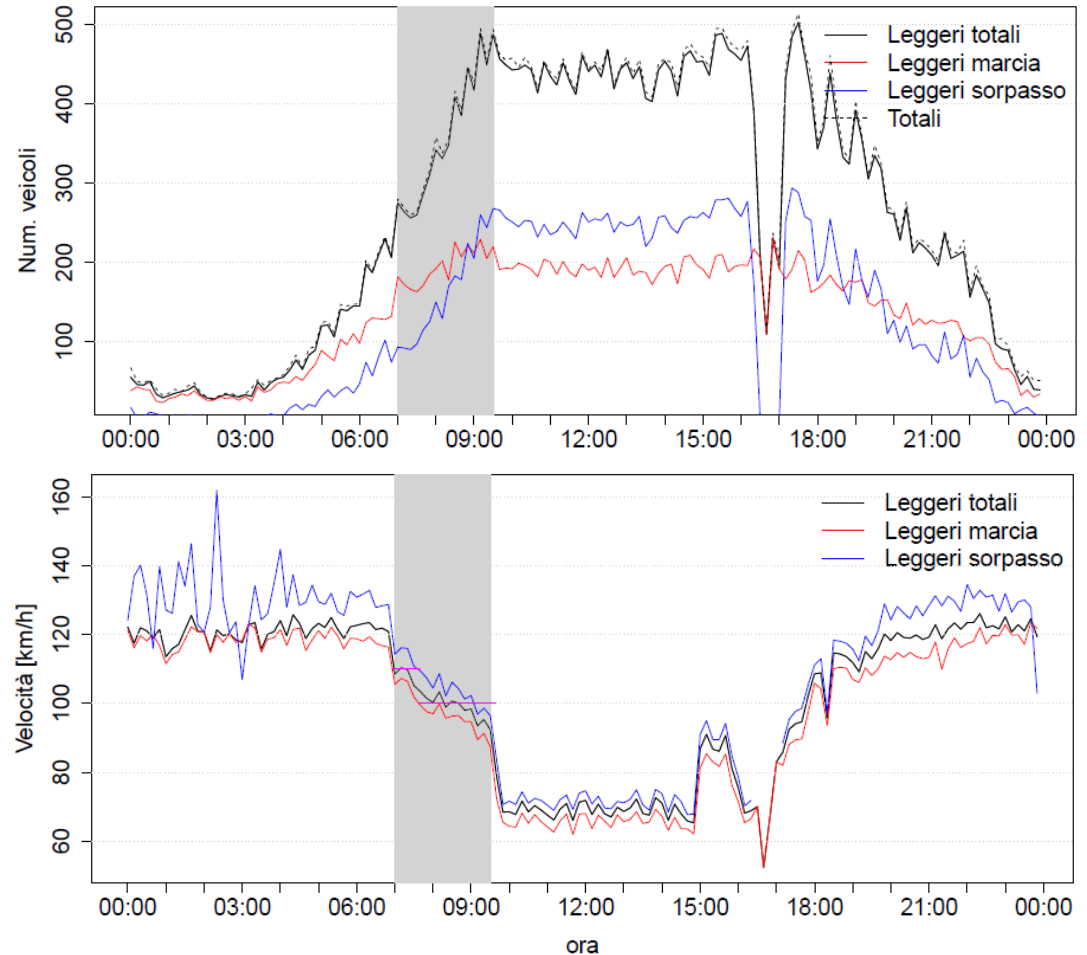 Num. veicoli
500
400
300
200
100
Leggeri totali
Leggeri marcia
Leggeri sorpasso
Totali
00:00 03:00 06:00 09:00 12:00 15:00 18:00 21:00 00:00
Velocità [km/h]
160
140
120
100
80
60
Leggeri totali
Leggeri marcia
Leggeri sorpasso
00:00 03:00 06:00 09:00 12:00 15:00 18:00 21:00 00:00
ora